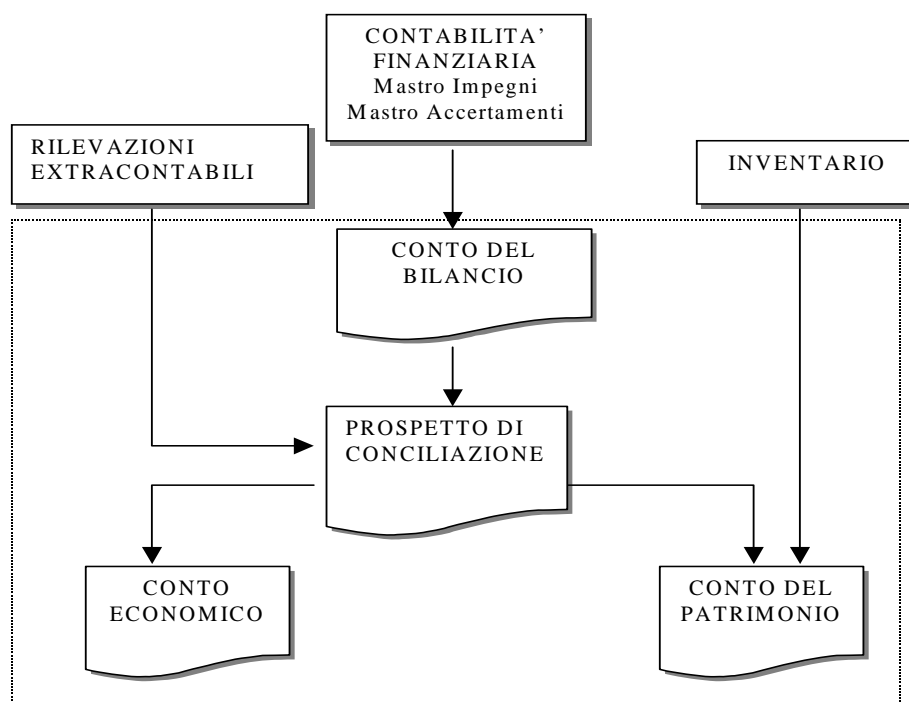 CONTABILITA'
FINANZIARIA
Mastro Impegni
Mastro Accertamenti
RILEVAZIONI
EXTRACONTABILI
INVENTARIO
CONTO DEL
BILANCIO
PROSPETTO DI
CONCILIAZIONE
CONTO
ECONOMICO
CONTO DEL
PATRIMONIO